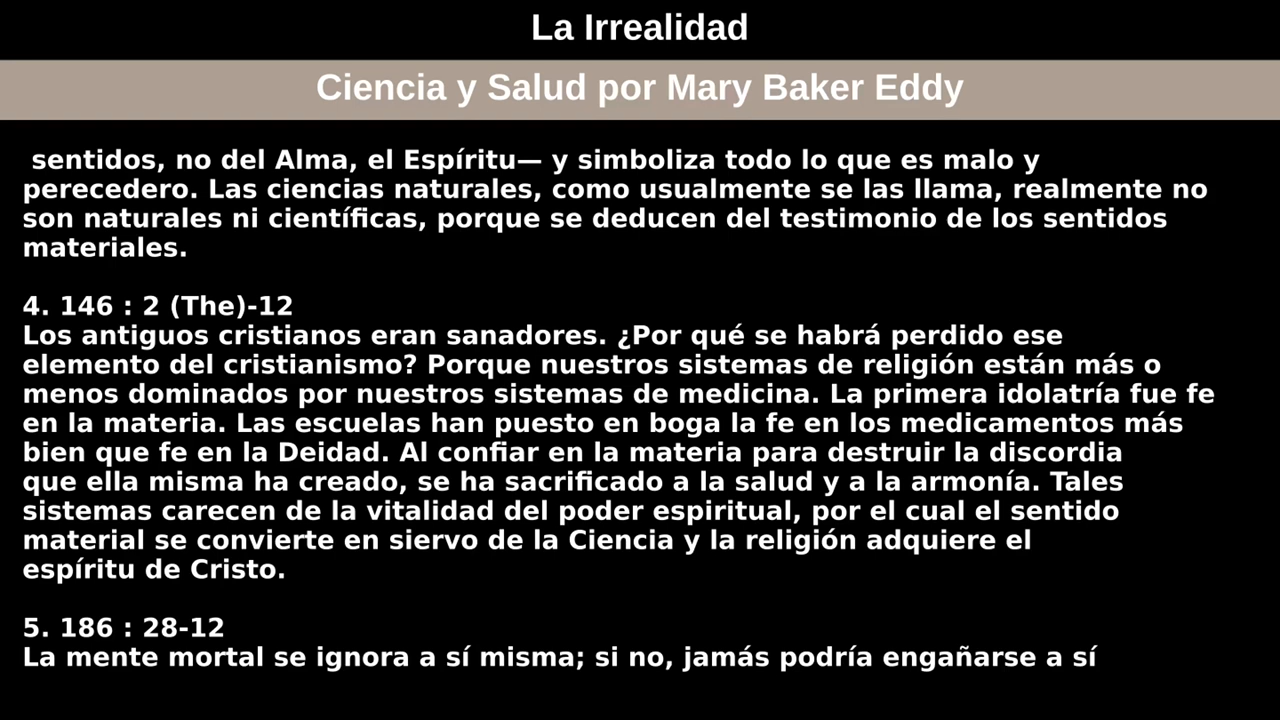 La Irrealidad
Ciencia y Salud por Mary Baker Eddy
sentidos, no del Alma, el Espíritu— y simboliza todo lo que es malo y
perecedero. Las ciencias naturales, como usualmente se las llama, realmente no
son naturales ni científicas, porque se deducen del testimonio de los sentidos
materiales.
4. 146 : 2 (The)-12
Los antiguos cristianos eran sanadores. ¿Por qué se habrá perdido ese
elemento del cristianismo? Porque nuestros sistemas de religión están más o
menos dominados por nuestros sistemas de medicina. La primera idolatría fue fe
en la materia. Las escuelas han puesto en boga la fe en los medicamentos más
bien que fe en la Deidad. Al confiar en la materia para destruir la discordia
que ella misma ha creado, se ha sacrificado a la salud y a la armonía. Tales
sistemas carecen de la vitalidad del poder espiritual, por el cual el sentido
material se convierte en siervo de la Ciencia y la religión adquiere el
espíritu de Cristo.
5. 186 : 28-12
La mente mortal se ignora a sí misma; si no, jamás podría engañarse a sí